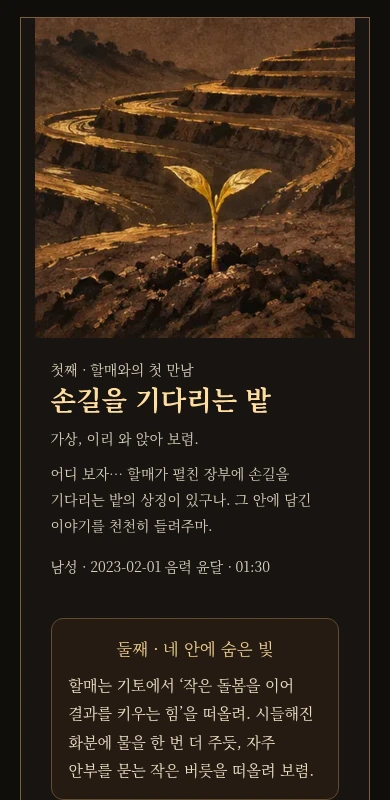 첫째 · 할매와의 첫 만남
손길을 기다리는 밭
가상, 이리 와 앉아 보렴.
어디 보자… 할매가 펼친 장부에 손길을
기다리는 밭의 상징이 있구나. 그 안에 담긴
이야기를 천천히 들려주마.
남성 · 2023-02-01 음력 윤달 · 01:30
둘째 · 네 안에 숨은 빛
할매는 기토에서 ‘작은 돌봄을 이어
결과를 키우는 힘’을 떠올려. 시들해진
화분에 물을 한 번 더 주듯, 자주
안부를 묻는 작은 버릇을 떠올려 보렴.